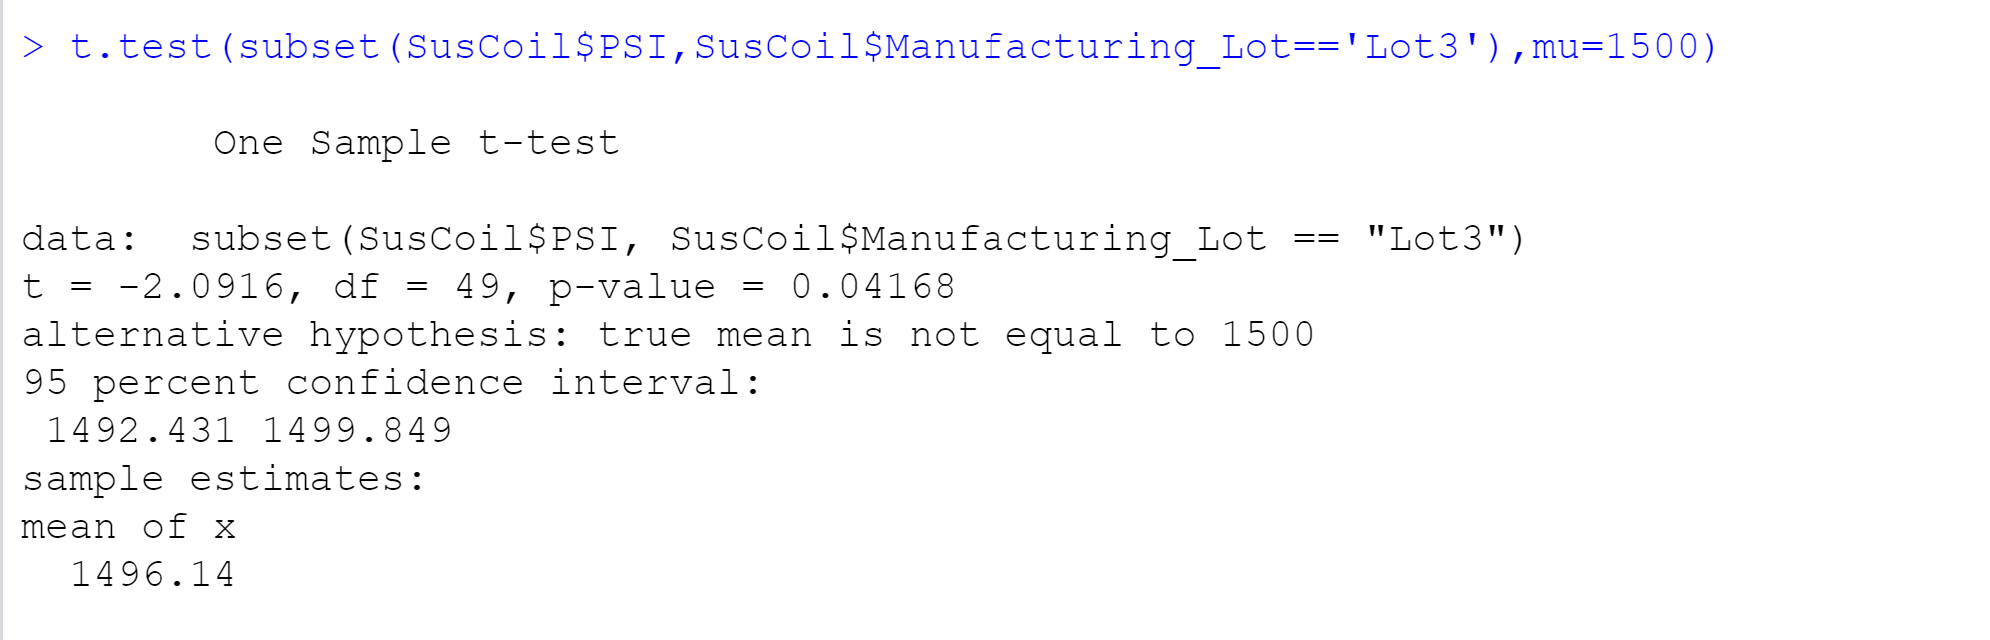 > t.test(subset(SusCoil$PSI,SusCoil$Manufacturing_Lot=='Lot3'),mu=1500)
One Sample t-test
data:  subset(SusCoil$PSI, SusCoil$Manufacturing_Lot == "Lot3")
t = -2.0916, df = 49, p-value = 0.04168
alternative hypothesis: true mean is not equal to 1500
95 percent confidence interval:
1492.431 1499.849
sample estimates:
mean of x
1496.14